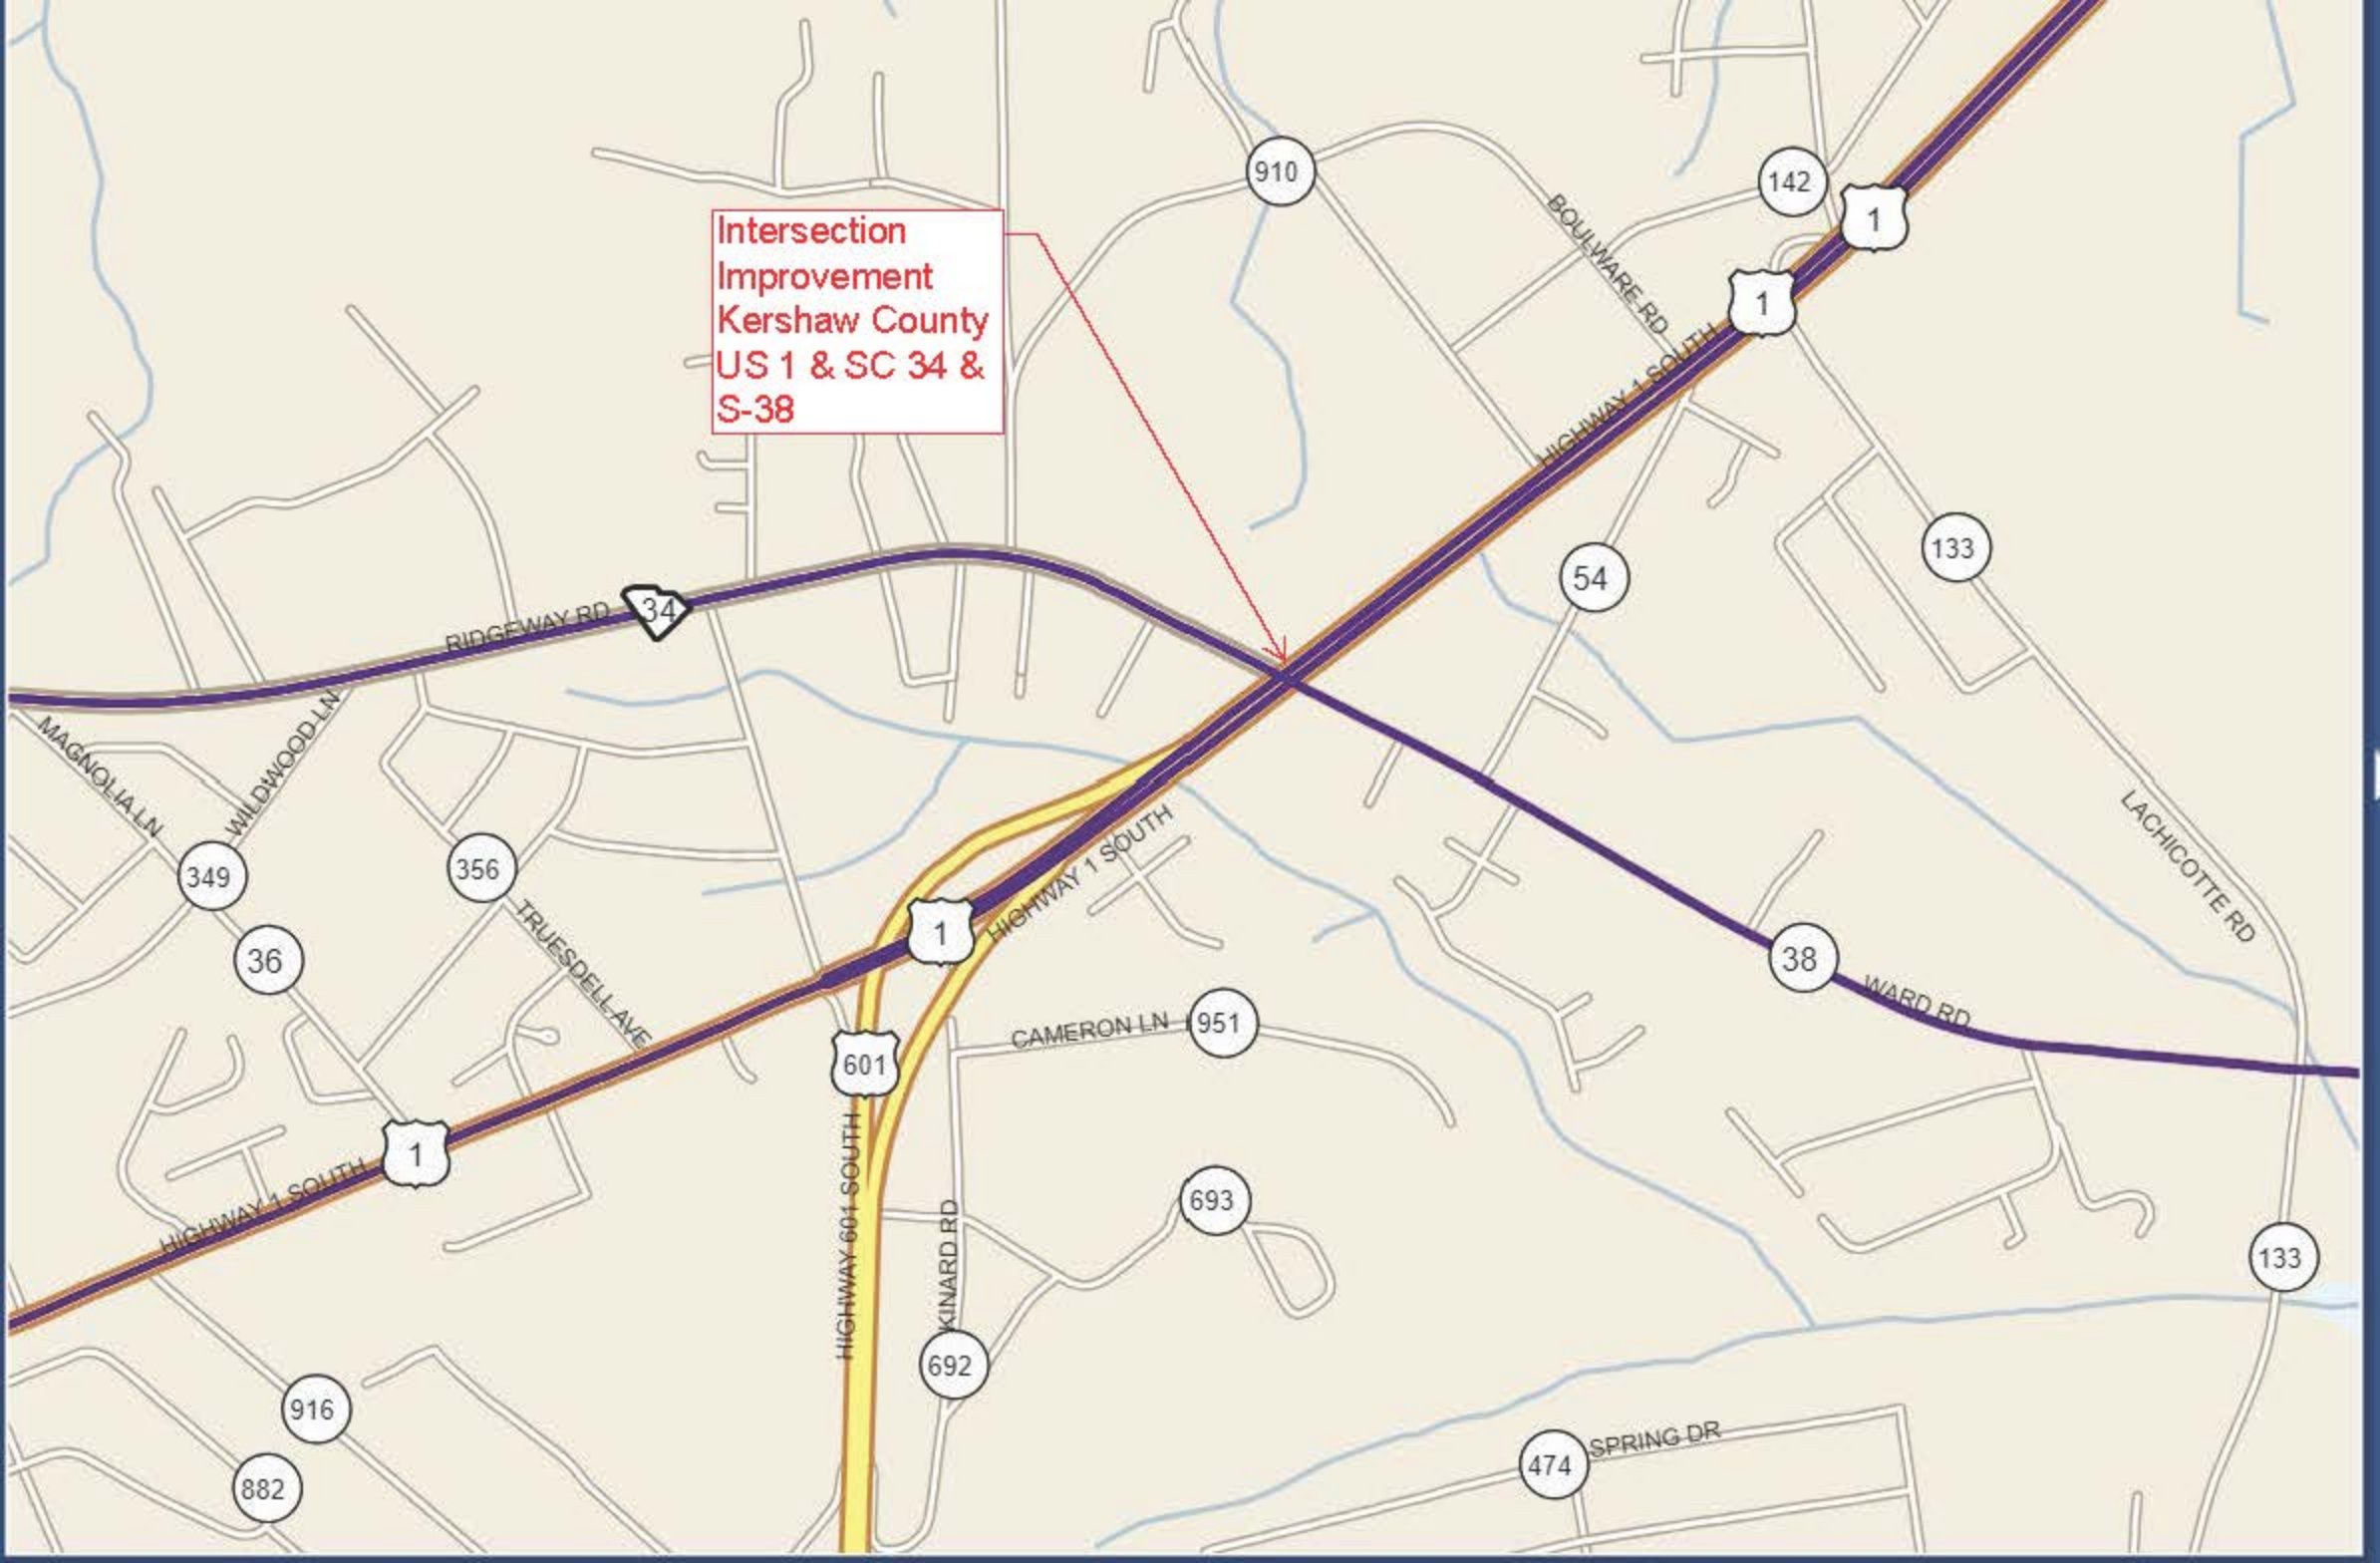 910
142
1
BOULWARE RD
Intersection
Improvement
Kershaw County
US 1 & SC 34 &
S-38
1
HIGHWAY 1 SOUTH
133
54
34
RIDGEWAY RD
MAGNOLIA LN
WILDWOOD LN
349
356
36
TRUESDELL AVE
1
HIGHWAY 1 SOUTH
LACHICOTTE RD
38
WARD RD
CAMERON LN
951
601
1
HIGHWAY 1 SOUTH
HIGHWAY 601 SOUTH
KINARD RD
693
133
692
916
882
474
SPRING DR